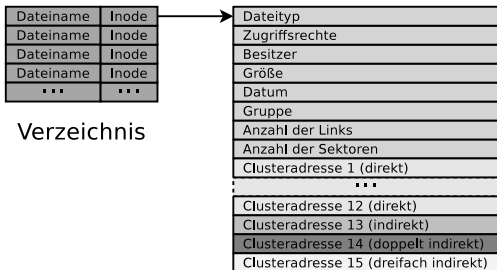 Dateiname Inode
Dateiname Inode
Dateiname Inode
Dateiname Inode
... ...
Verzeichnis
Dateityp
Zugriffsrechte
Besitzer
Größe
Datum
Gruppe
Anzahl der Links
Anzahl der Sektoren
Clusteradresse 1 (direkt)
...
Clusteradresse 12 (direkt)
Clusteradresse 13 (indirekt)
Clusteradresse 14 (doppelt indirekt)
Clusteradresse 15 (dreifach indirekt)